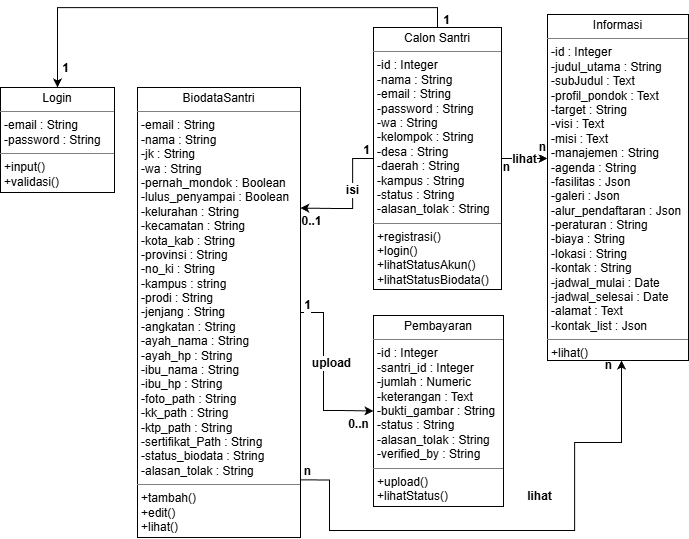 1
1
Login
-email : String
-password : String
+input()
+validasi()
BiodataSantri
-email : String
-nama : String
-jk : String
-wa : String
-pernah_mondok : Boolean
-lulus_penyampai : Boolean
-kelurahan : String
-kecamatan : String
-kota_kab : String
-provinsi : String
-no_ki : String
-kampus : string
-prodi : String
-jenjang : String
-angkatan : String
-ayah_nama : String
-ayah_hp : String
-ibu_nama : String
-ibu_hp : String
-foto_path : String
-kk_path : String
-ktp_path : String
-sertifikat_Path : String
-status_biodata : String
-alasan_tolak : String
+tambah()
+edit()
+lihat()
Calon Santri
-id : Integer
-nama : String
-email : String
-password : String
-wa : String
-kelompok : String
-desa : String
-daerah : String
-kampus : String
-status : String
-alasan_tolak : String
+registrasi()
+login()
+lihatStatusAkun()
+lihatStatusBiodata()
1
isi
0..1
n
lihat
n
Informasi
-id : Integer
-judul_utama : String
-subJudul : Text
-profil_pondok : Text
-target : String
-visi : Text
-misi : Text
-manajemen : String
-agenda : String
-fasilitas : Json
-galeri : Json
-alur_pendaftaran : Json
-peraturan : String
-biaya : String
-lokasi : String
-kontak : String
-jadwal_mulai : Date
-jadwal_selesai : Date
-alamat : Text
-kontak_list : Json
+lihat()
1
upload
0..n
Pembayaran
-id : Integer
-santri_id : Integer
-jumlah : Numeric
-keterangan : Text
-bukti_gambar : String
-status : String
-alasan_tolak : String
-verified_by : String
+upload()
+lihatStatus()
n
lihat
n